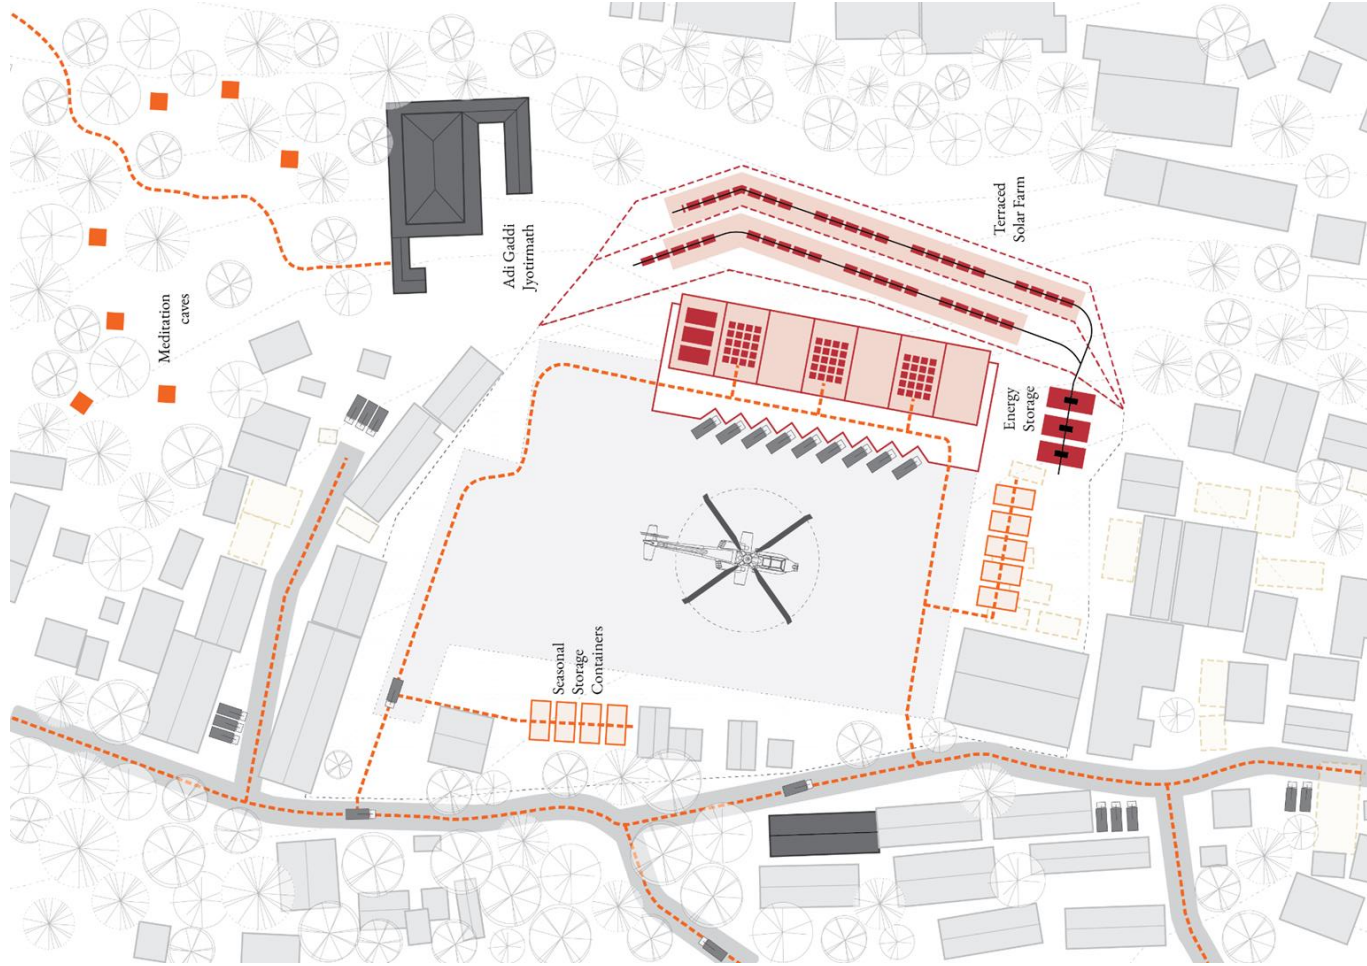 Meditation
caves
Adi Gaddi
Jyotirmath
Terraced
Solar Farm
Energy
Storage
Seasonal
Storage
Containers